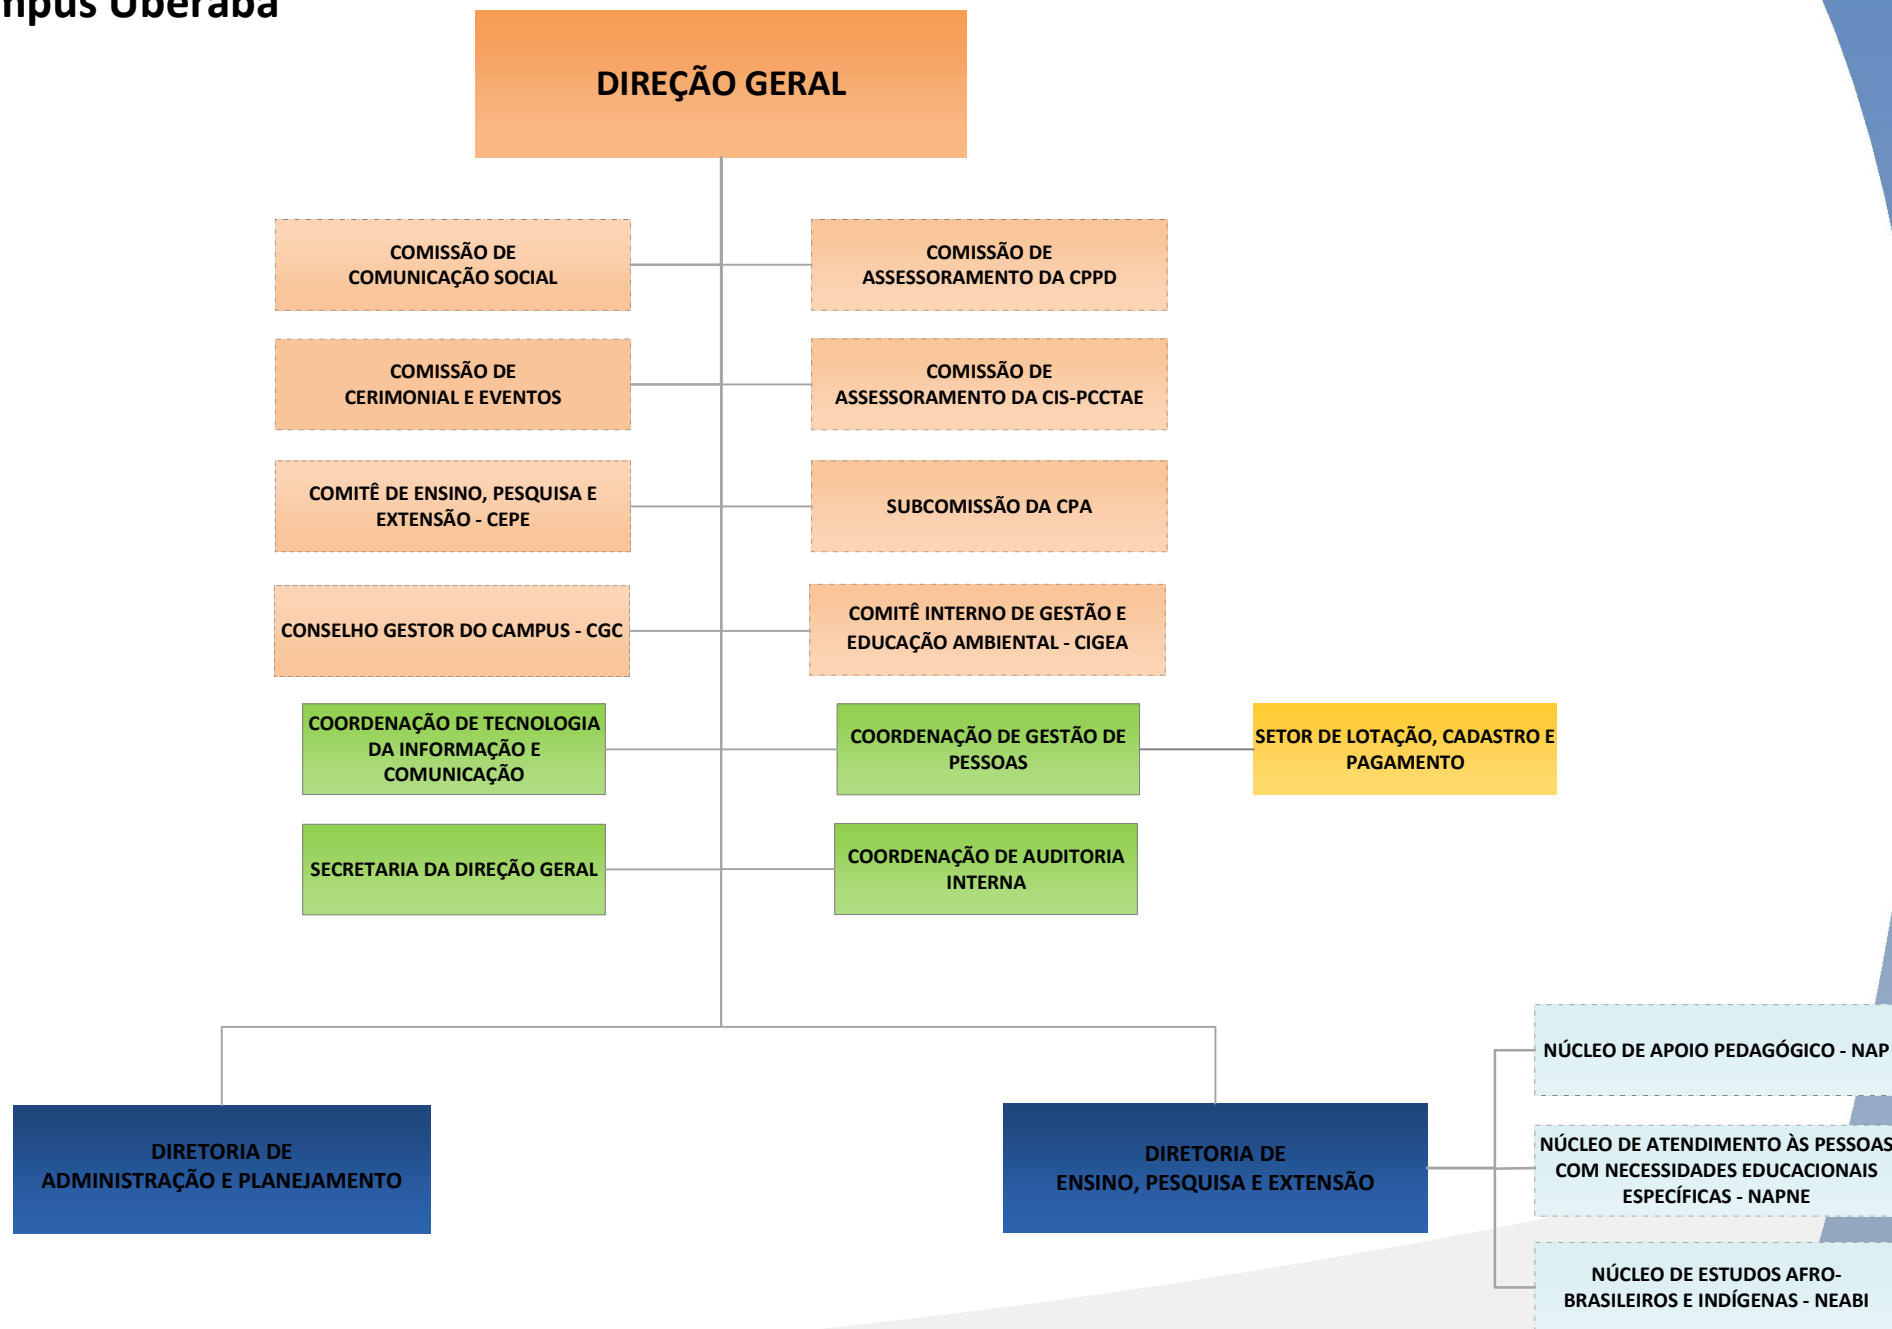 mpus Uberaba
DIREÇÃO GERAL
COMISSÃO DE
COMUNICAÇÃO SOCIAL
COMISSÃO DE
ASSESSORAMENTO DA CPPD
COMISSÃO DE
CERIMONIAL E EVENTOS
COMISSÃO DE
ASSESSORAMENTO DA CIS-PCCTAE
COMITÊ DE ENSINO, PESQUISA E
EXTENSÃO - CEPE
SUBCOMISSÃO DA CPA
CONSELHO GESTOR DO CAMPUS - CGC
COMITÊ INTERNO DE GESTÃO E
EDUCAÇÃO AMBIENTAL - CIGEA
COORDENAÇÃO DE TECNOLOGIA
DA INFORMAÇÃO E
COMUNICAÇÃO
COORDENAÇÃO DE GESTÃO DE
PESSOAS
SETOR DE LOTAÇÃO, CADASTRO E
PAGAMENTO
SECRETARIA DA DIREÇÃO GERAL
COORDENAÇÃO DE AUDITORIA
INTERNA
DIRETORIA DE
ADMINISTRAÇÃO E PLANEJAMENTO
DIRETORIA DE
ENSINO, PESQUISA E EXTENSÃO
NÚCLEO DE APOIO PEDAGÓGICO - NAP
NÚCLEO DE ATENDIMENTO ÀS PESSOAS
COM NECESSIDADES EDUCACIONAIS
ESPECÍFICAS - NAPNE
NÚCLEO DE ESTUDOS AFRO-
BRASILEIROS E INDÍGENAS - NEABI